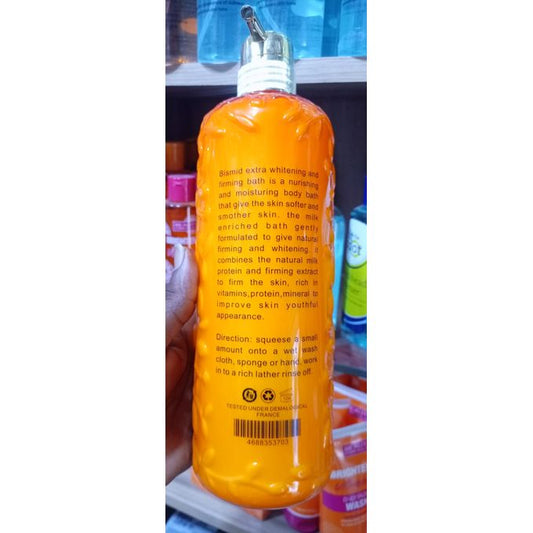 Bismid extra whitening and
firming bath is a nurishing
and moisturing body bath
that give the skin softer and
smother skin. the milk
enriched bath gently
formulated to give natural
firming and whitening. it
combines the natural milk
protein and firming extract
to firm the skin, rich in
vitamins,protein,mineral to
improve skin youthful
appearance.
Direction: squeese a small
amount onto a wet wash
cloth, sponge or hand, work
in to a rich lather rinse off.
TESTED UNDER DEMALOGICAL
FRANCE
4688353703
BRIGHTE
WASH